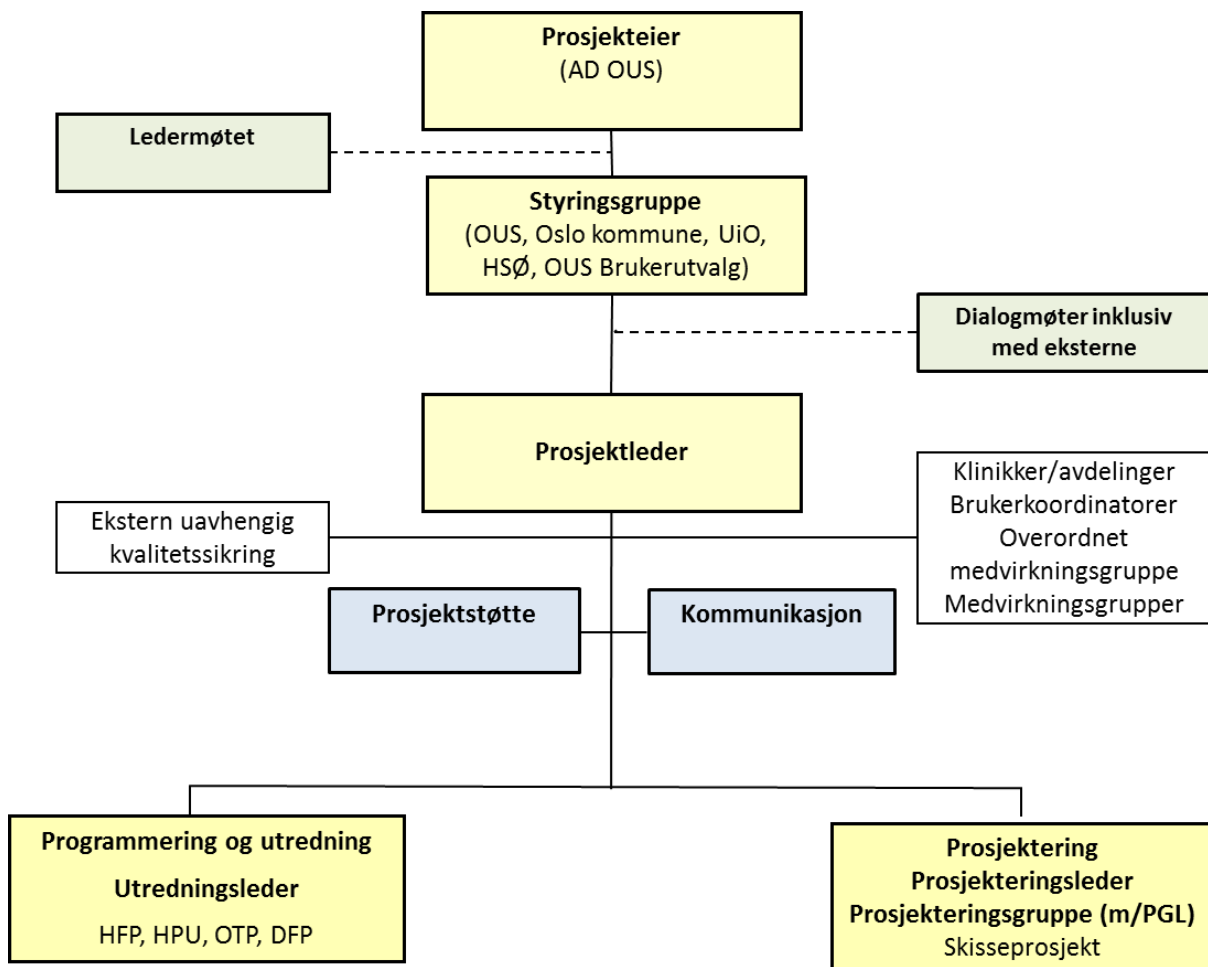 Prosjekteier
(AD OUS)
Ledermøtet
Styringsgruppe
(OUS, Oslo kommune, UiO,
HSØ, OUS Brukerutvalg)
Dialogmøter inklusiv
med eksterne
Prosjektleder
Ekstern uavhengig
kvalitetssikring
Klinikker/avdelinger
Brukerkoordinatorer
Overordnet
medvirkningsgruppe
Medvirkningsgrupper
Prosjektstøtte
Kommunikasjon
Programmering og utredning
Utredningsleder
HFP, HPU, OTP, DFP
Prosjektering
Prosjekteringsleder
Prosjekteringsgruppe (m/PGL)
Skisseprosjekt